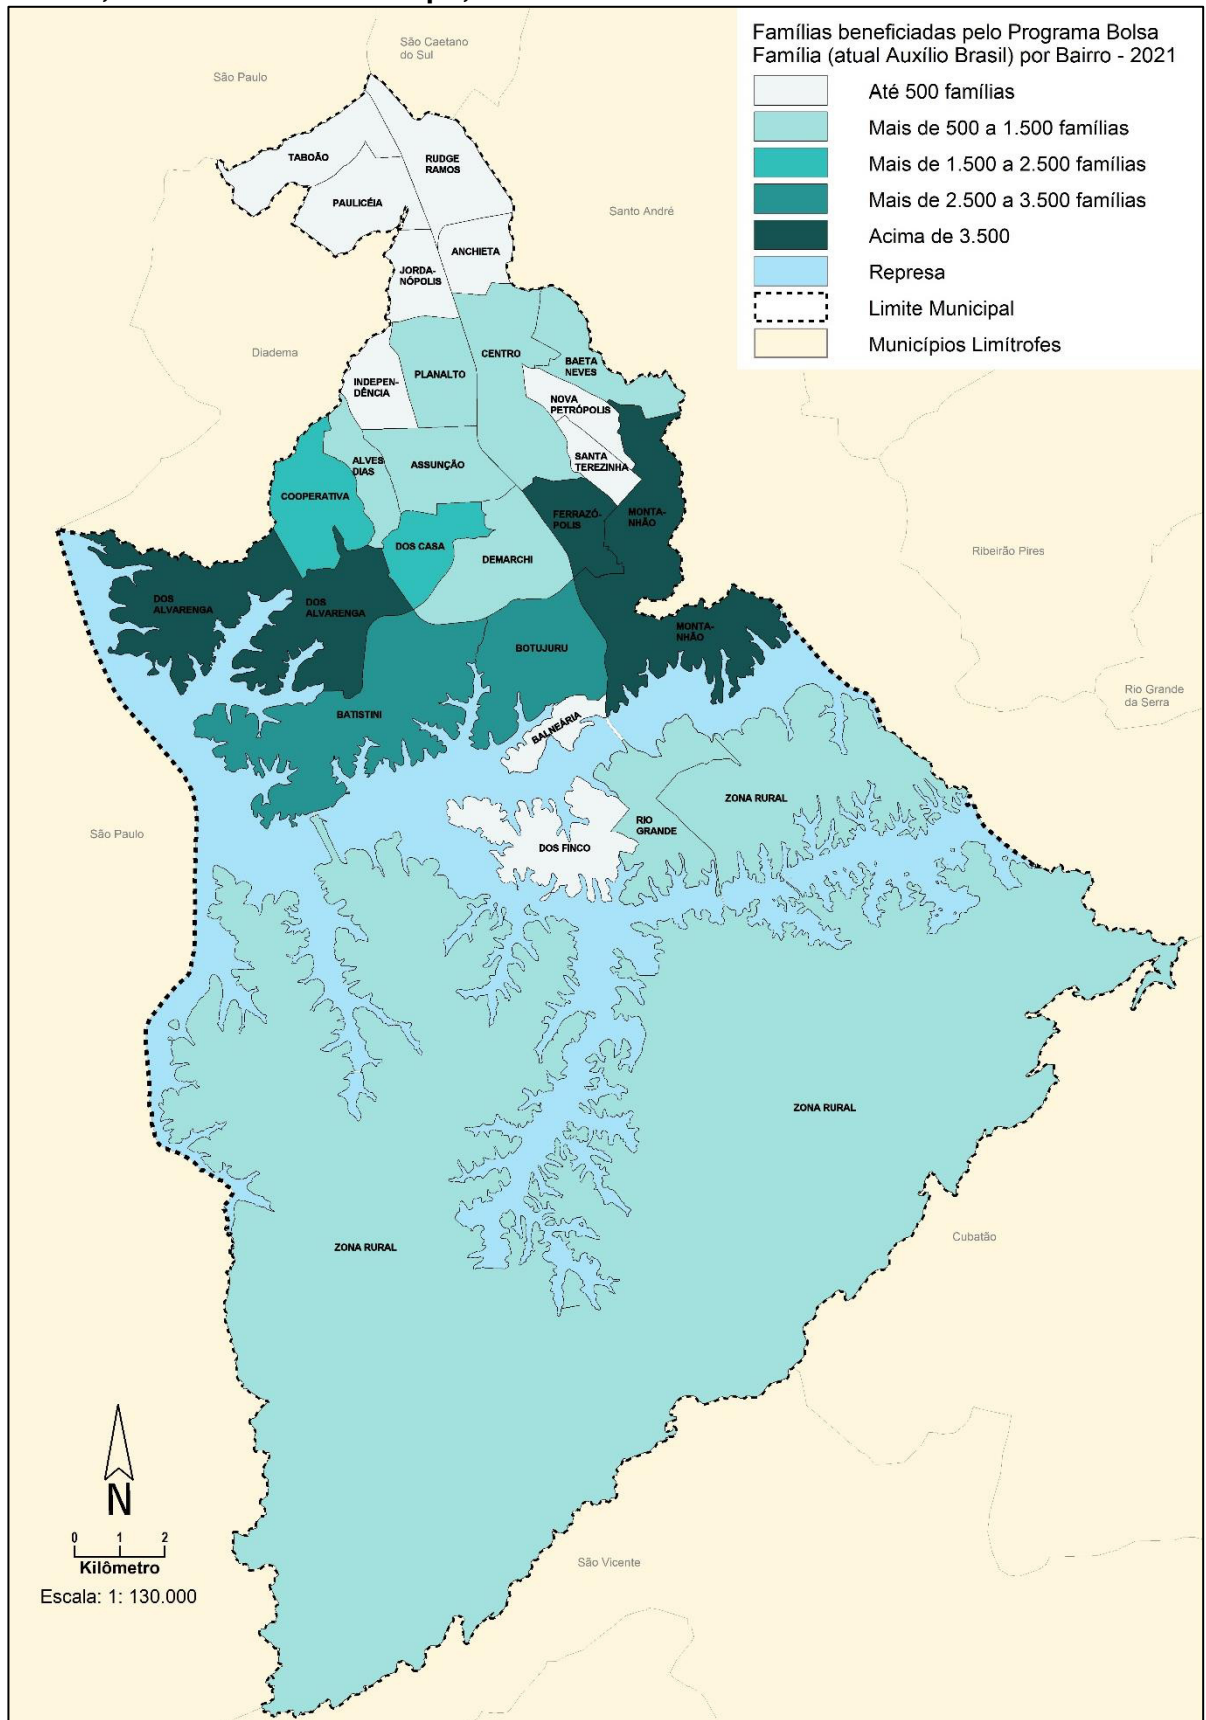 São Caetano
do Sul
São Paulo
Famílias beneficiadas pelo Programa Bolsa
Família (atual Auxílio Brasil) por Bairro - 2021
Até 500 famílias
Mais de 500 a 1.500 famílias
Mais de 1.500 a 2.500 famílias
Mais de 2.500 a 3.500 famílias
Acima de 3.500
Represa
Limite Municipal
Municípios Limítrofes
TABOÃO
RUDGE
RAMOS
PAULICÉIA
Santo André
ANCHIETA
JORDA-
NÓPOLIS
Diadema
CENTRO
BAETA
NEVES
PLANALTO
INDEPEN-
DÊNCIA
NOVA
PETRÓPOLIS
SANTA
TEREZINHA
ALVES
DIAS
ASSUNÇÃO
COOPERATIVA
FERRAZÓ-
POLIS
MONTA-
NHÃO
DOS CASA
DEMARCHI
Ribeirão Pires
DOS
ALVARENGA
DOS
ALVARENGA
MONTA-
NHÃO
BOTUJURU
Rio Grande
da Serra
BATISTINI
BALNEÁRIA
ZONA RURAL
São Paulo
RIO
GRANDE
DOS FINCO
ZONA RURAL
Cubatão
ZONA RURAL
N
0 1 2
Kilômetro
Escala: 1: 130.000
São Vicente